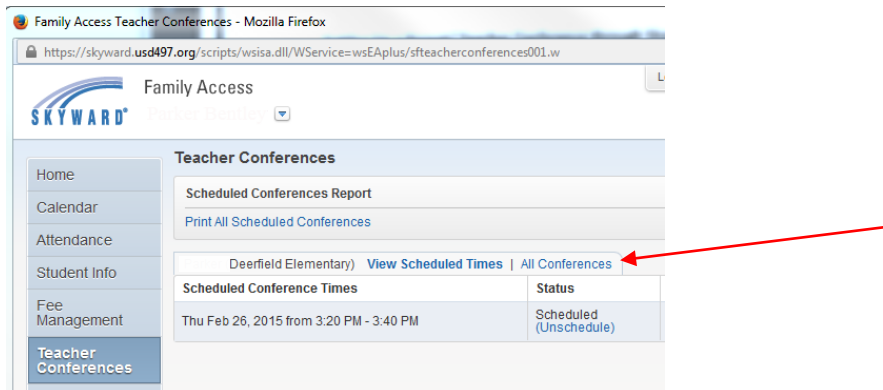 Family Access Teacher Conferences - Mozilla Firefox
https://skyward.usd497.org/scripts/wsisa.dll/WService=wsEAplus/sfteacherconferences001.w
SKYWARD
Family Access
Teacher Conferences
Home
Calendar
Attendance
Student Info
Fee
Management
Teacher
Conferences
Scheduled Conferences Report
Print All Scheduled Conferences
Deerfield Elementary) View Scheduled Times | All Conferences
Scheduled Conference Times Status
Thu Feb 26, 2015 from 3:20 PM - 3:40 PM Scheduled
(Unschedule)